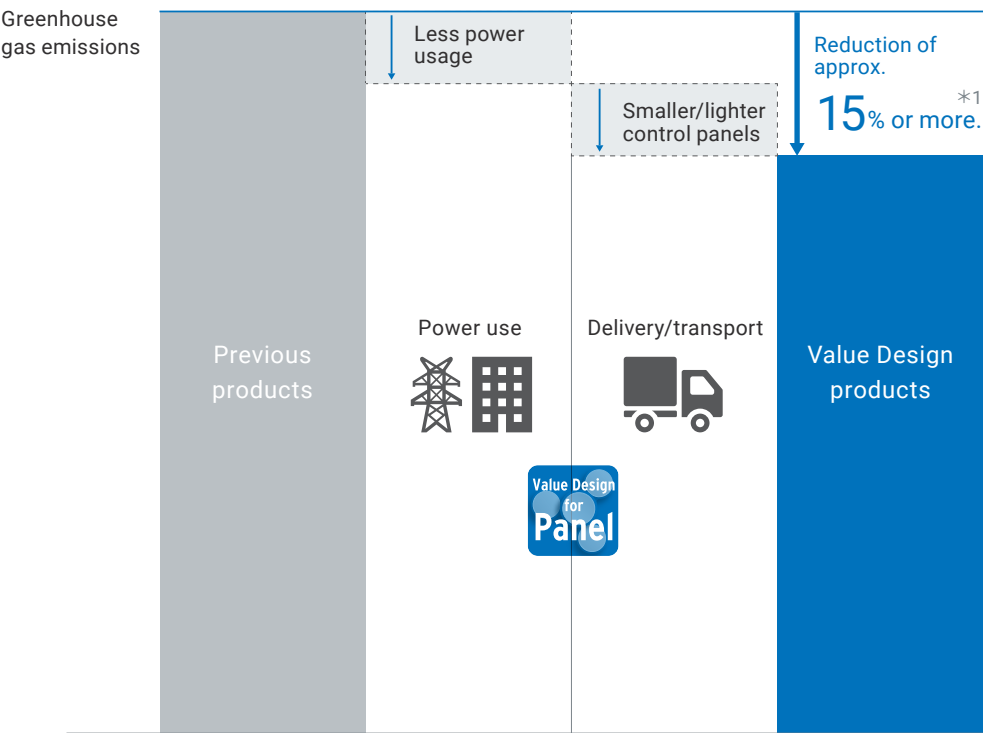 Greenhouse
gas emissions
Less power
usage
Smaller/lighter
control panels
Reduction of
approx.
15% or more.
＊1
Previous
products
Power use
Delivery/transport
Value Design
products
Value Design
for
Panel